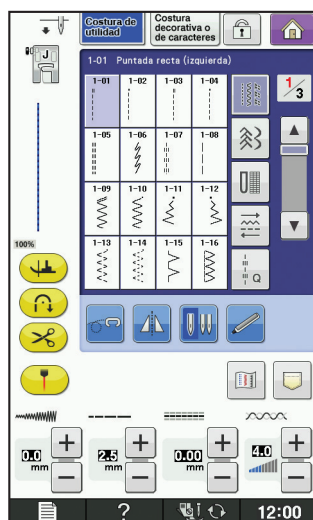 Costura de utilidad
Costura decorativa o de caracteres
J
1-01 Puntada recta (izquierda)
1/3
1-01 1-02 1-03 1-04
1-05 1-06 1-07 1-08
1-09 1-10 1-11 1-12
1-13 1-14 1-15 1-16
Q
100%
0.0 mm + −
2.5 mm + −
0.00 mm + −
4.0 + −
? 12:00